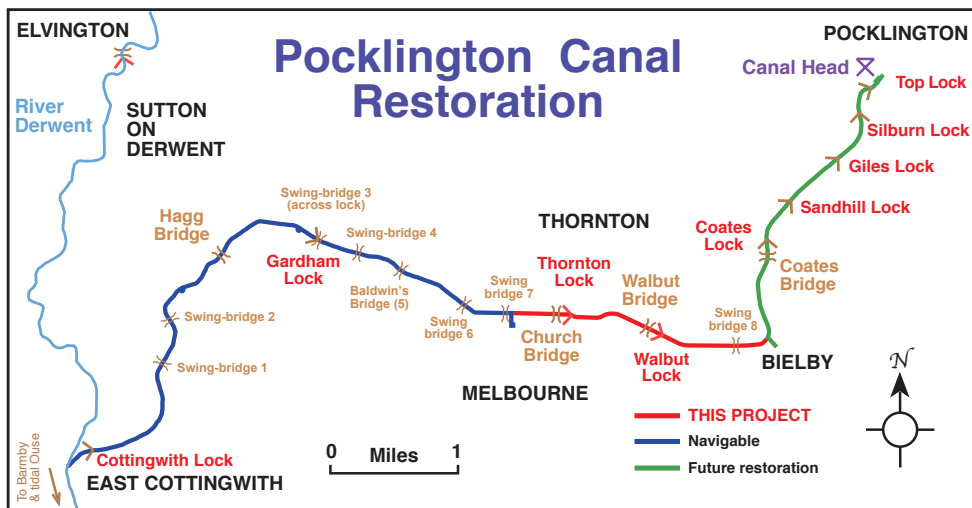 ELVINGTON
Pocklington Canal
Restoration
POCKLINGTON
Canal Head
Top Lock
River
Derwent
SUTTON
ON
DERWENT
Silburn Lock
Giles Lock
Swing-bridge 3
(across lock)
Hagg
Bridge
Sandhill Lock
THORNTON
Swing-bridge 4
Coates
Lock
Gardham
Lock
Thornton
Lock
Walbut
Bridge
Coates
Bridge
Baldwin's
Bridge (5)
Swing
bridge 7
Swing-bridge 2
Swing
bridge 6
Swing
bridge 8
Church
Bridge
Walbut
Lock
BIELBY
Swing-bridge 1
MELBOURNE
N
THIS PROJECT
Navigable
Future restoration
0 1
Miles
Cottingwith Lock
EAST COTTINGWITH
To Barmby
& tidal Ouse